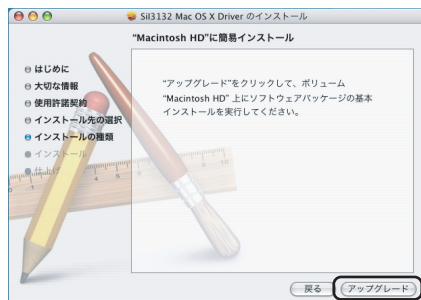 SiI3132 Mac OS X Driver のインストール
"Macintosh HD"に簡易インストール
はじめに
大切な情報
使用許諾契約
インストール先の選択
インストールの種類
インストール
仕上げ
"アップグレード"をクリックして、ボリューム
"Macintosh HD" 上にソフトウェアパッケージの基本
インストールを実行してください。
戻る
アップグレード